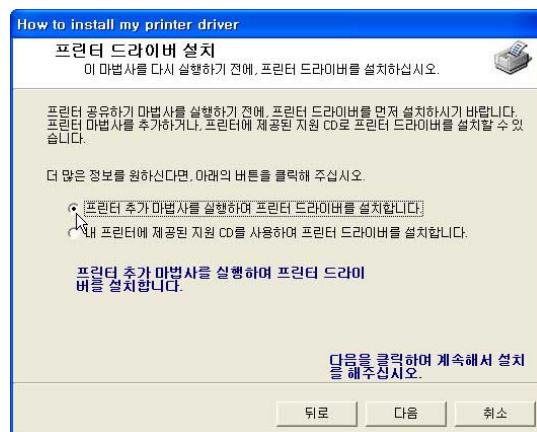 How to install my printer driver
프린터 드라이버 설치
이 마법사를 다시 실행하기 전에, 프린터 드라이버를 설치하십시오.
프린터 공유하기 마법사를 실행하기 전에, 프린터 드라이버를 먼저 설치하시기 바랍니다.
프린터 마법사를 추가하거나, 프린터에 제공된 지원 CD로 프린터 드라이버를 설치할 수 있
습니다.
더 많은 정보를 원하신다면, 아래의 버튼을 클릭해 주십시오.
프린터 추가 마법사를 실행하여 프린터 드라이버를 설치합니다.
내 프린터에 제공된 지원 CD를 사용하여 프린터 드라이버를 설치합니다.
프린터 추가 마법사를 실행하여 프린터 드라이
버를 설치합니다.
다음을 클릭하여 계속해서 설치
를 해주십시오.
뒤로 다음 취소